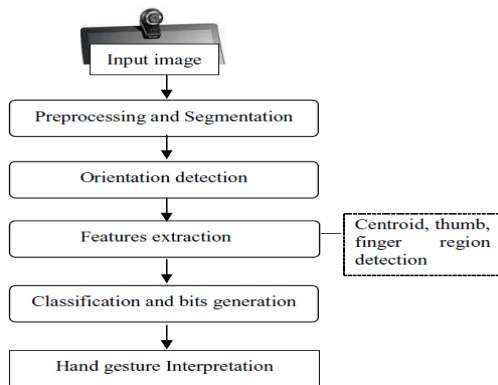 Input image
Preprocessing and Segmentation
Orientation detection
Features extraction
Centroid, thumb,
finger region
detection
Classification and bits generation
Hand gesture Interpretation